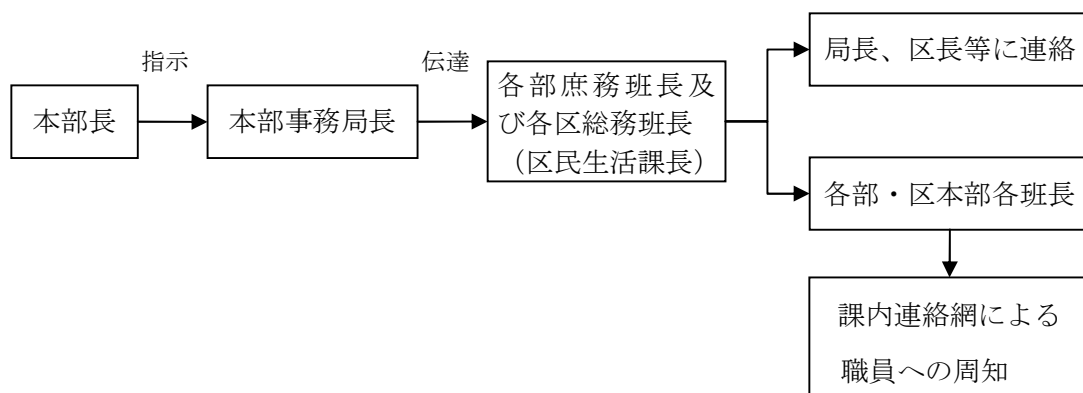 指示
伝達
本部長
本部事務局長
各部庶務班長及
び各区総務班長
（区民生活課長）
局長、区長等に連絡
各部・区本部各班長
課内連絡網による
職員への周知